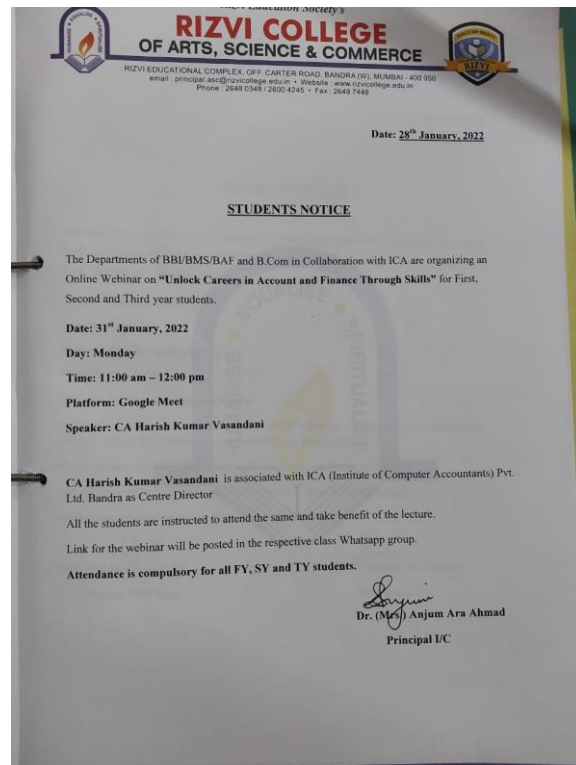 Education Society's
RIZVI COLLEGE
OF ARTS, SCIENCE & COMMERCE
RIZVI EDUCATIONAL COMPLEX, OFF. CARTER ROAD, BANDRA (W), MUMBAI - 400 050
email : principal.asc@rizvicollege.edu.in • Website : www.rizvicollege.edu.in
Phone : 2648 0348 / 2600 4245 • Fax : 2649 7448
RIZVI
Date: 28th January, 2022
STUDENTS NOTICE
The Departments of BBI/BMS/BAF and B.Com in Collaboration with ICA are organizing an
Online Webinar on “Unlock Careers in Account and Finance Through Skills” for First,
Second and Third year students.
Date: 31st January, 2022
Day: Monday
Time: 11:00 am – 12:00 pm
Platform: Google Meet
Speaker: CA Harish Kumar Vasandani
CA Harish Kumar Vasandani is associated with ICA (Institute of Computer Accountants) Pvt.
Ltd. Bandra as Centre Director
All the students are instructed to attend the same and take benefit of the lecture.
Link for the webinar will be posted in the respective class Whatsapp group.
Attendance is compulsory for all FY, SY and TY students.
Dr. (Mrs.) Anjum Ara Ahmad
Principal I/C